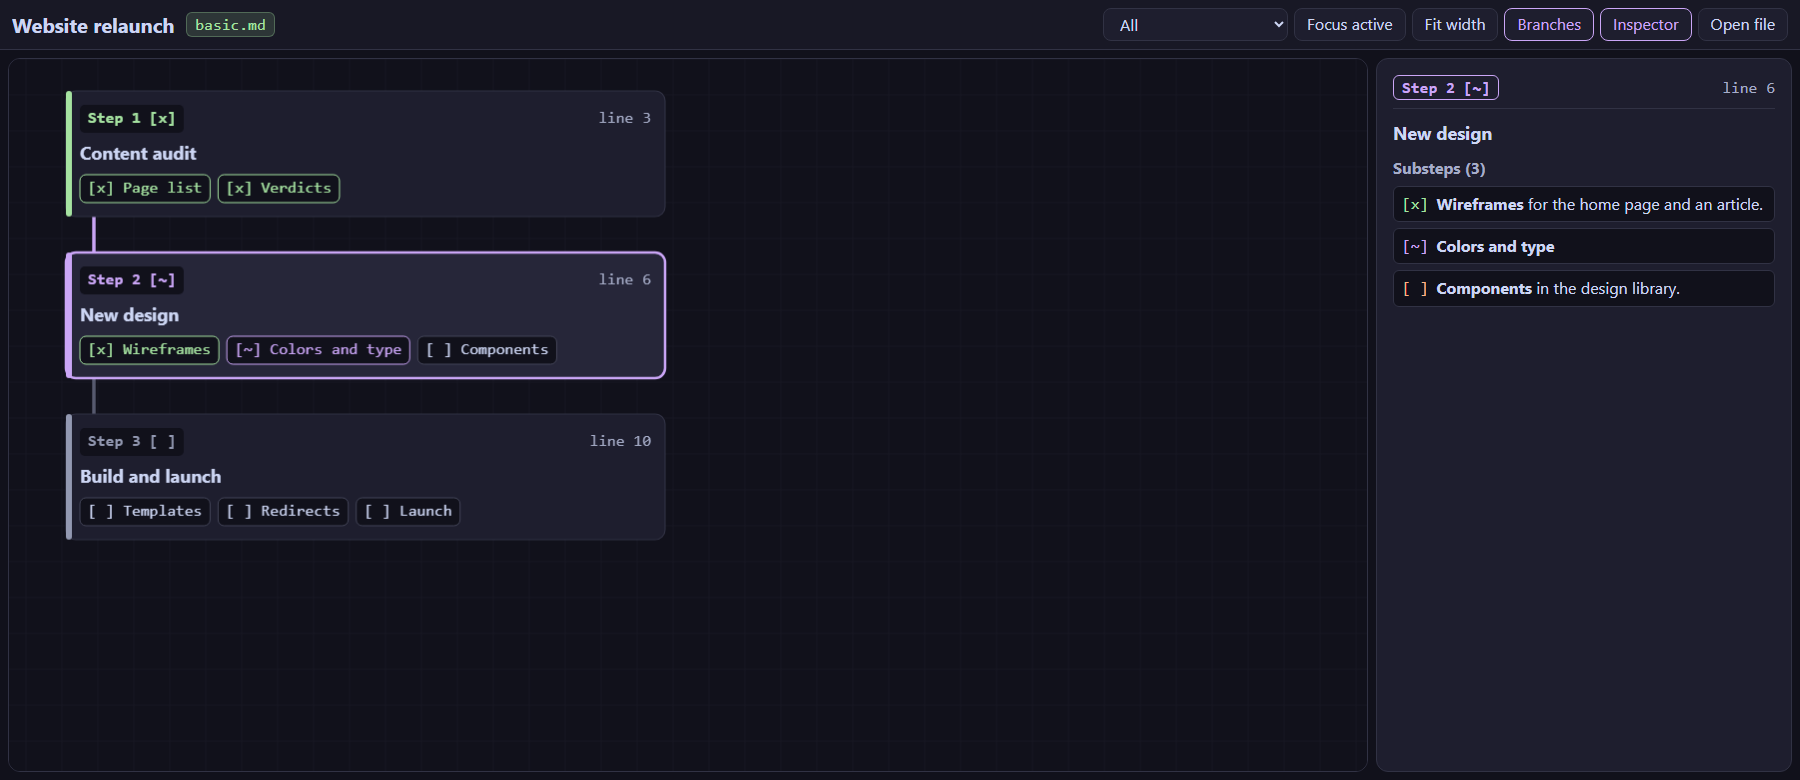 Website relaunch basic.md All Focus active Fit width Branches Inspector Open file
Step 1 [x] line 3
Content audit
[x] Page list [x] Verdicts
Step 2 [~] line 6
New design
[x] Wireframes [~] Colors and type [ ] Components
Step 3 [ ] line 10
Build and launch
[ ] Templates [ ] Redirects [ ] Launch
Step 2 [~] line 6
New design
Substeps (3)
[x] Wireframes for the home page and an article.
[~] Colors and type
[ ] Components in the design library.